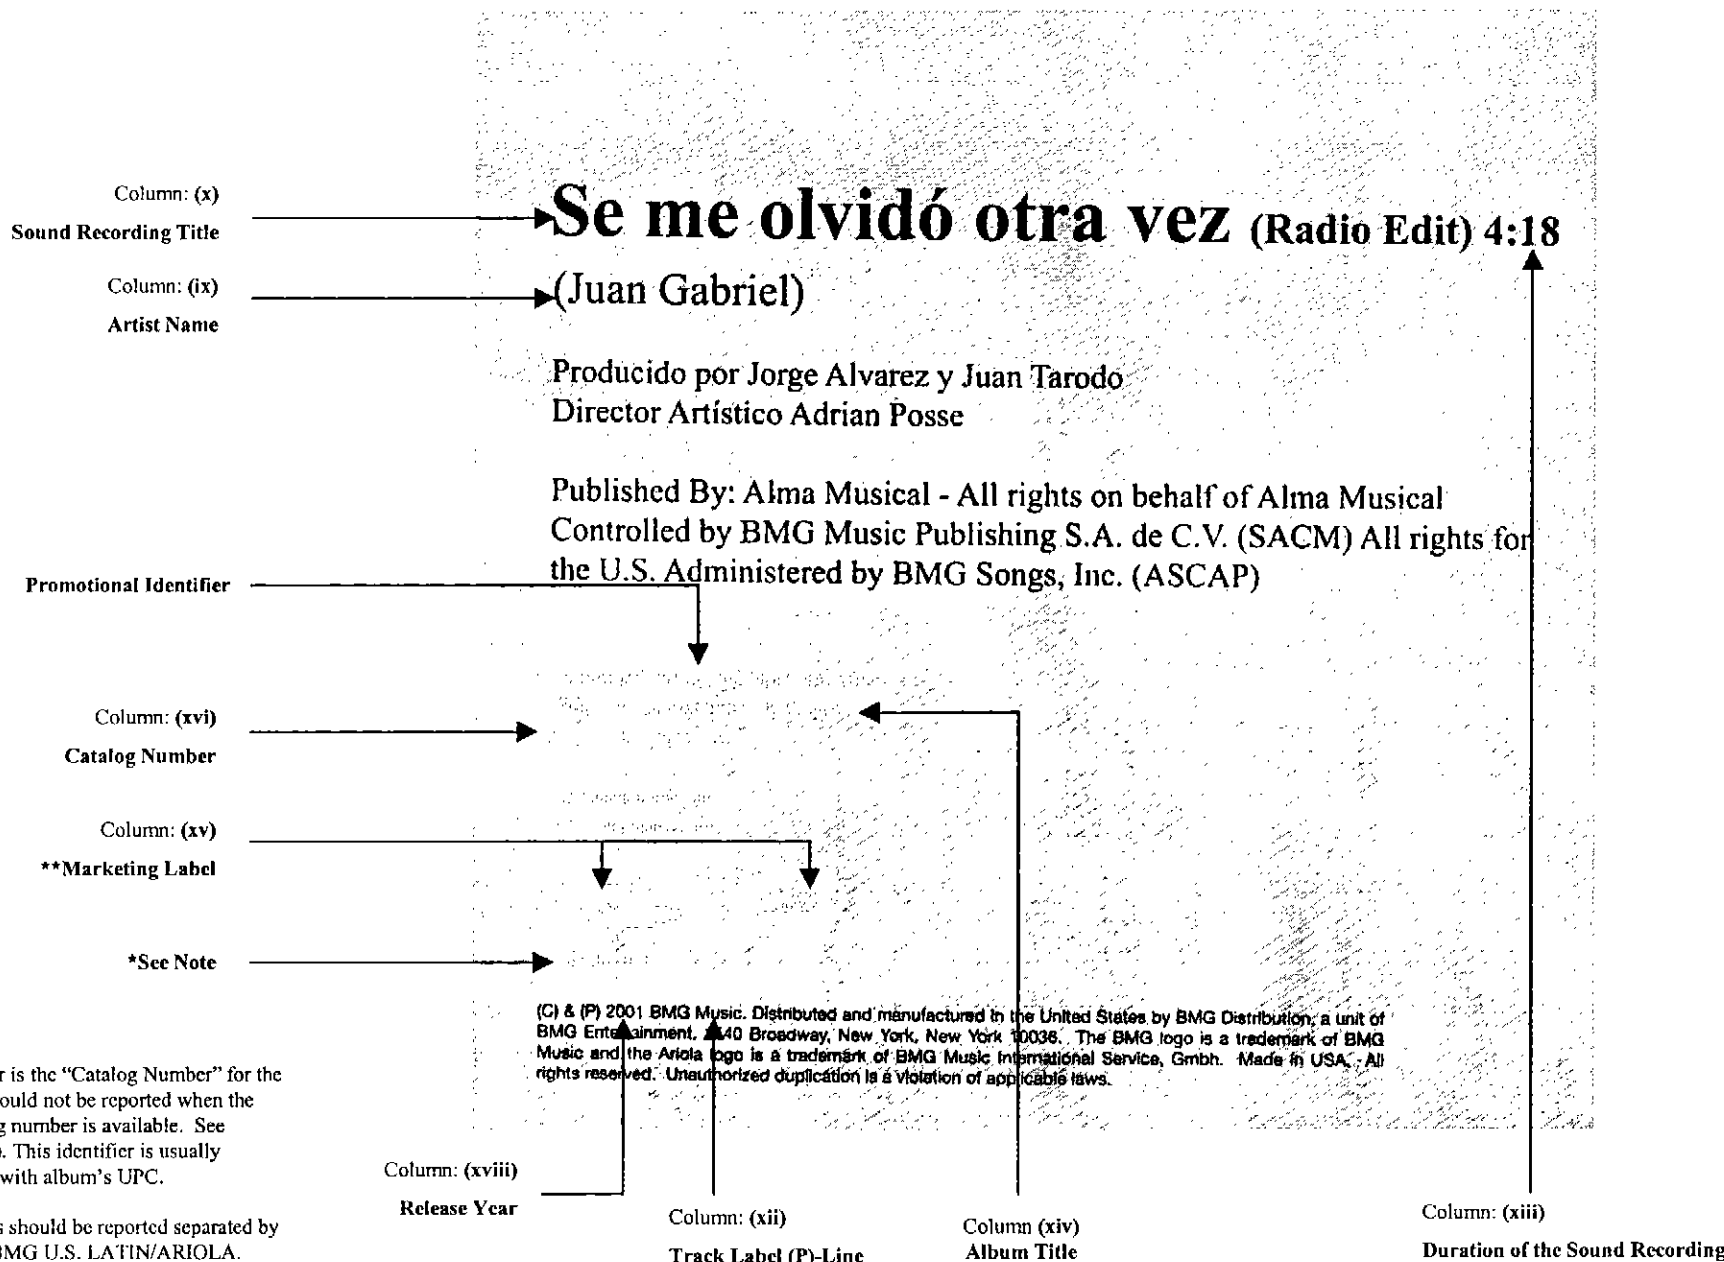 Column: (x)
Sound Recording Title
Se me olvidó otra vez (Radio Edit) 4:18
Column: (ix)
Artist Name
(Juan Gabriel)
Producido por Jorge Alvarez y Juan Tarodo
Director Artístico Adrian Posse
Published By: Alma Musical - All rights on behalf of Alma Musical
Controlled by BMG Music Publishing S.A. de C.V. (SACM) All rights for
the U.S. Administered by BMG Songs, Inc. (ASCAP)
Promotional Identifier
Column: (xvi)
Catalog Number
Column: (xv)
**Marketing Label
*See Note
(C) & (P) 2001 BMG Music. Distributed and manufactured in the United States by BMG Distribution, a unit of
BMG Entertainment, 1540 Broadway, New York, New York 10036. The BMG logo is a trademark of BMG
Music and the Ariola logo is a trademark of BMG Music International Service, Gmbh. Made in USA. All
rights reserved. Unauthorized duplication is a violation of applicable laws.
r is the "Catalog Number" for the
ould not be reported when the
g number is available. See
). This identifier is usually
with album's UPC.
s should be reported separated by
BMG U.S. LATIN/ARIOLA.
Column: (xviii)
Release Year
Column: (xii)
Track Label (P)-Line
Column (xiv)
Album Title
Column: (xiii)
Duration of the Sound Recording